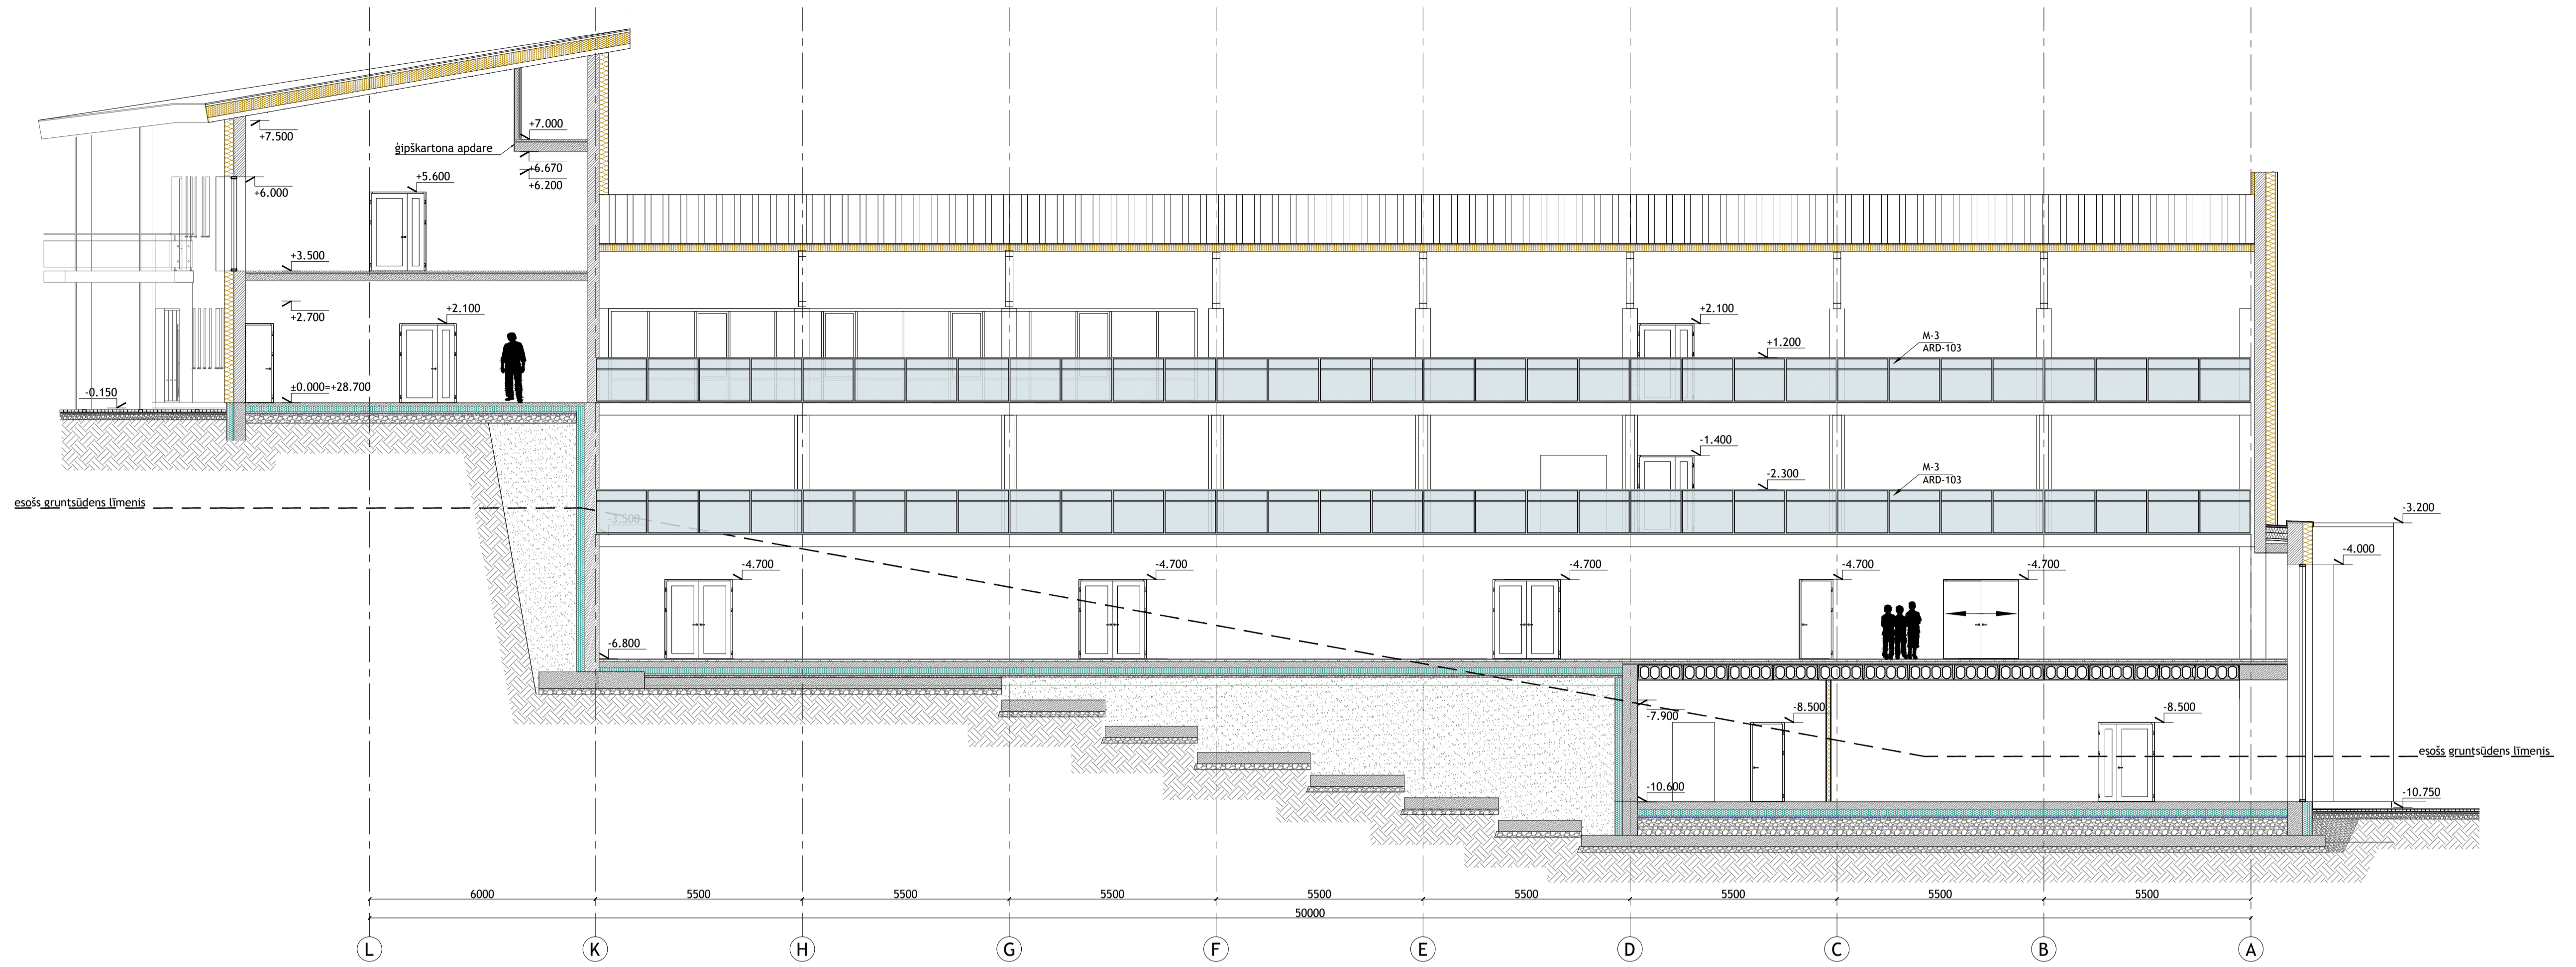 +7.000
+7.500
ģipškartona apdare
+6.670
+5.600
+6.200
+6.000
+3.500
+2.700
+2.100
+2.100
M-3
ARD-103
+1.200
±0.000=+28.700
-0.150
-1.400
M-3
ARD-103
-2.300
esošs gruntsūdens līmenis
-3.500
-3.200
-4.000
-4.700
-4.700
-4.700
-4.700
-4.700
-6.800
-7.900
-8.500
-8.500
esošs gruntsūdens līmenis
-10.600
-10.750
6000
5500
5500
5500
5500
5500
5500
5500
5500
50000
L
K
H
G
F
E
D
C
B
A